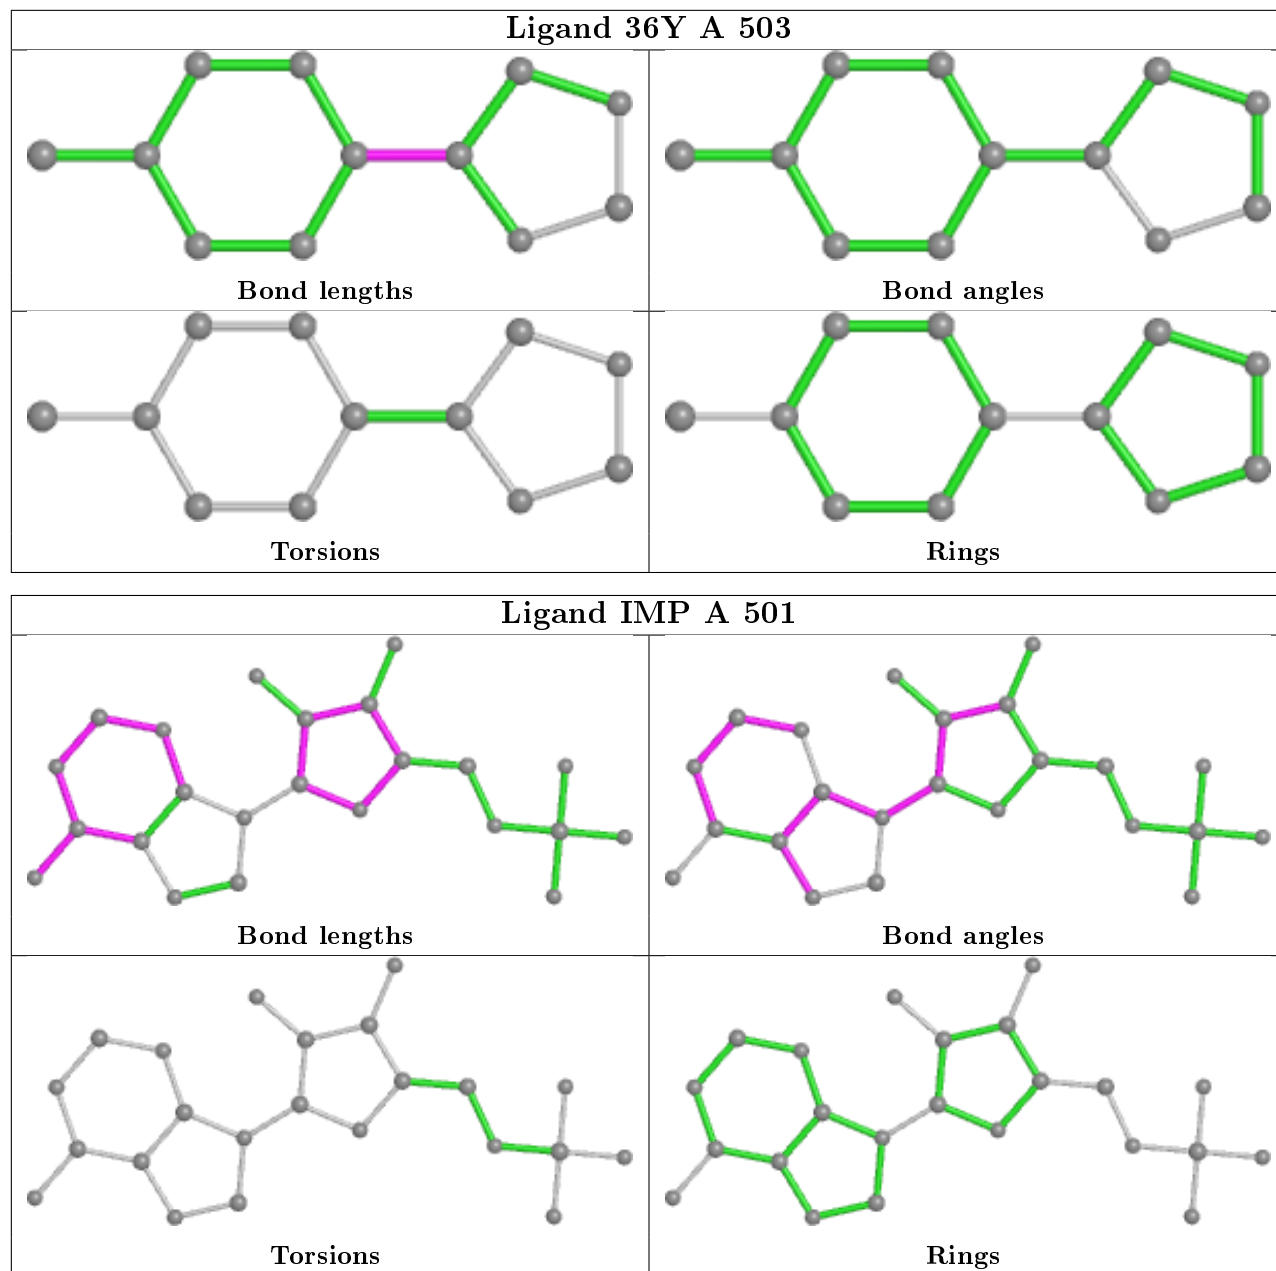 Ligand 36Y A 503
Bond lengths
Bond angles
Torsions
Rings
Ligand IMP A 501
Bond lengths
Bond angles
Torsions
Rings